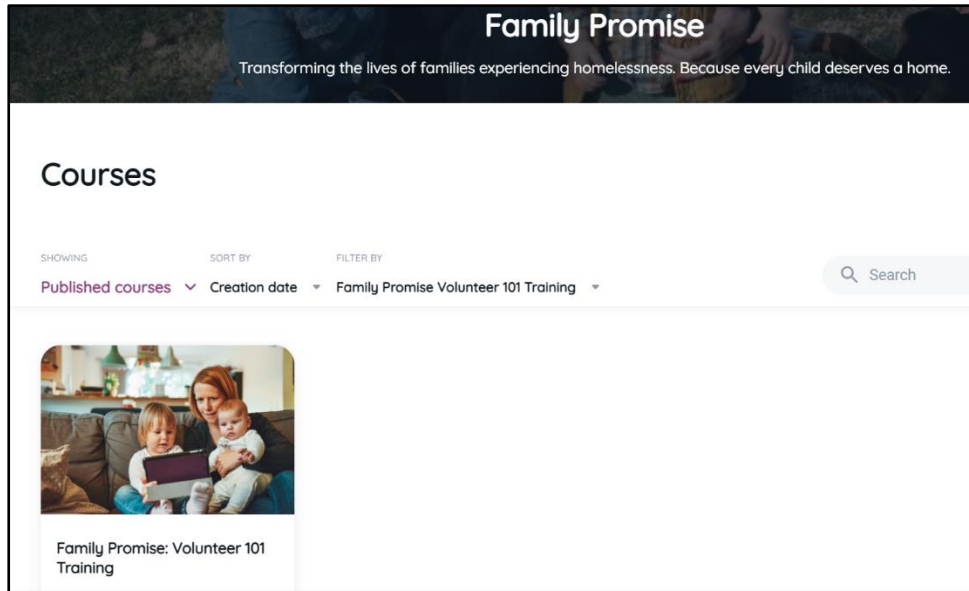 Family Promise
Transforming the lives of families experiencing homelessness. Because every child deserves a home.
Courses
SHOWING
SORT BY
FILTER BY
Published courses
Creation date
Family Promise Volunteer 101 Training
Search
Family Promise: Volunteer 101
Training